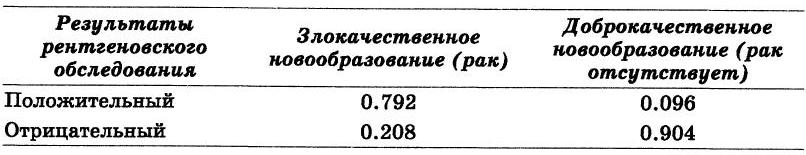 Результаты рентгеновского обследования
Злокачественное новообразование (рак)
Доброкачественное новообразование (рак отсутствует)
Положительный 0.792 0.096
Отрицательный 0.208 0.904